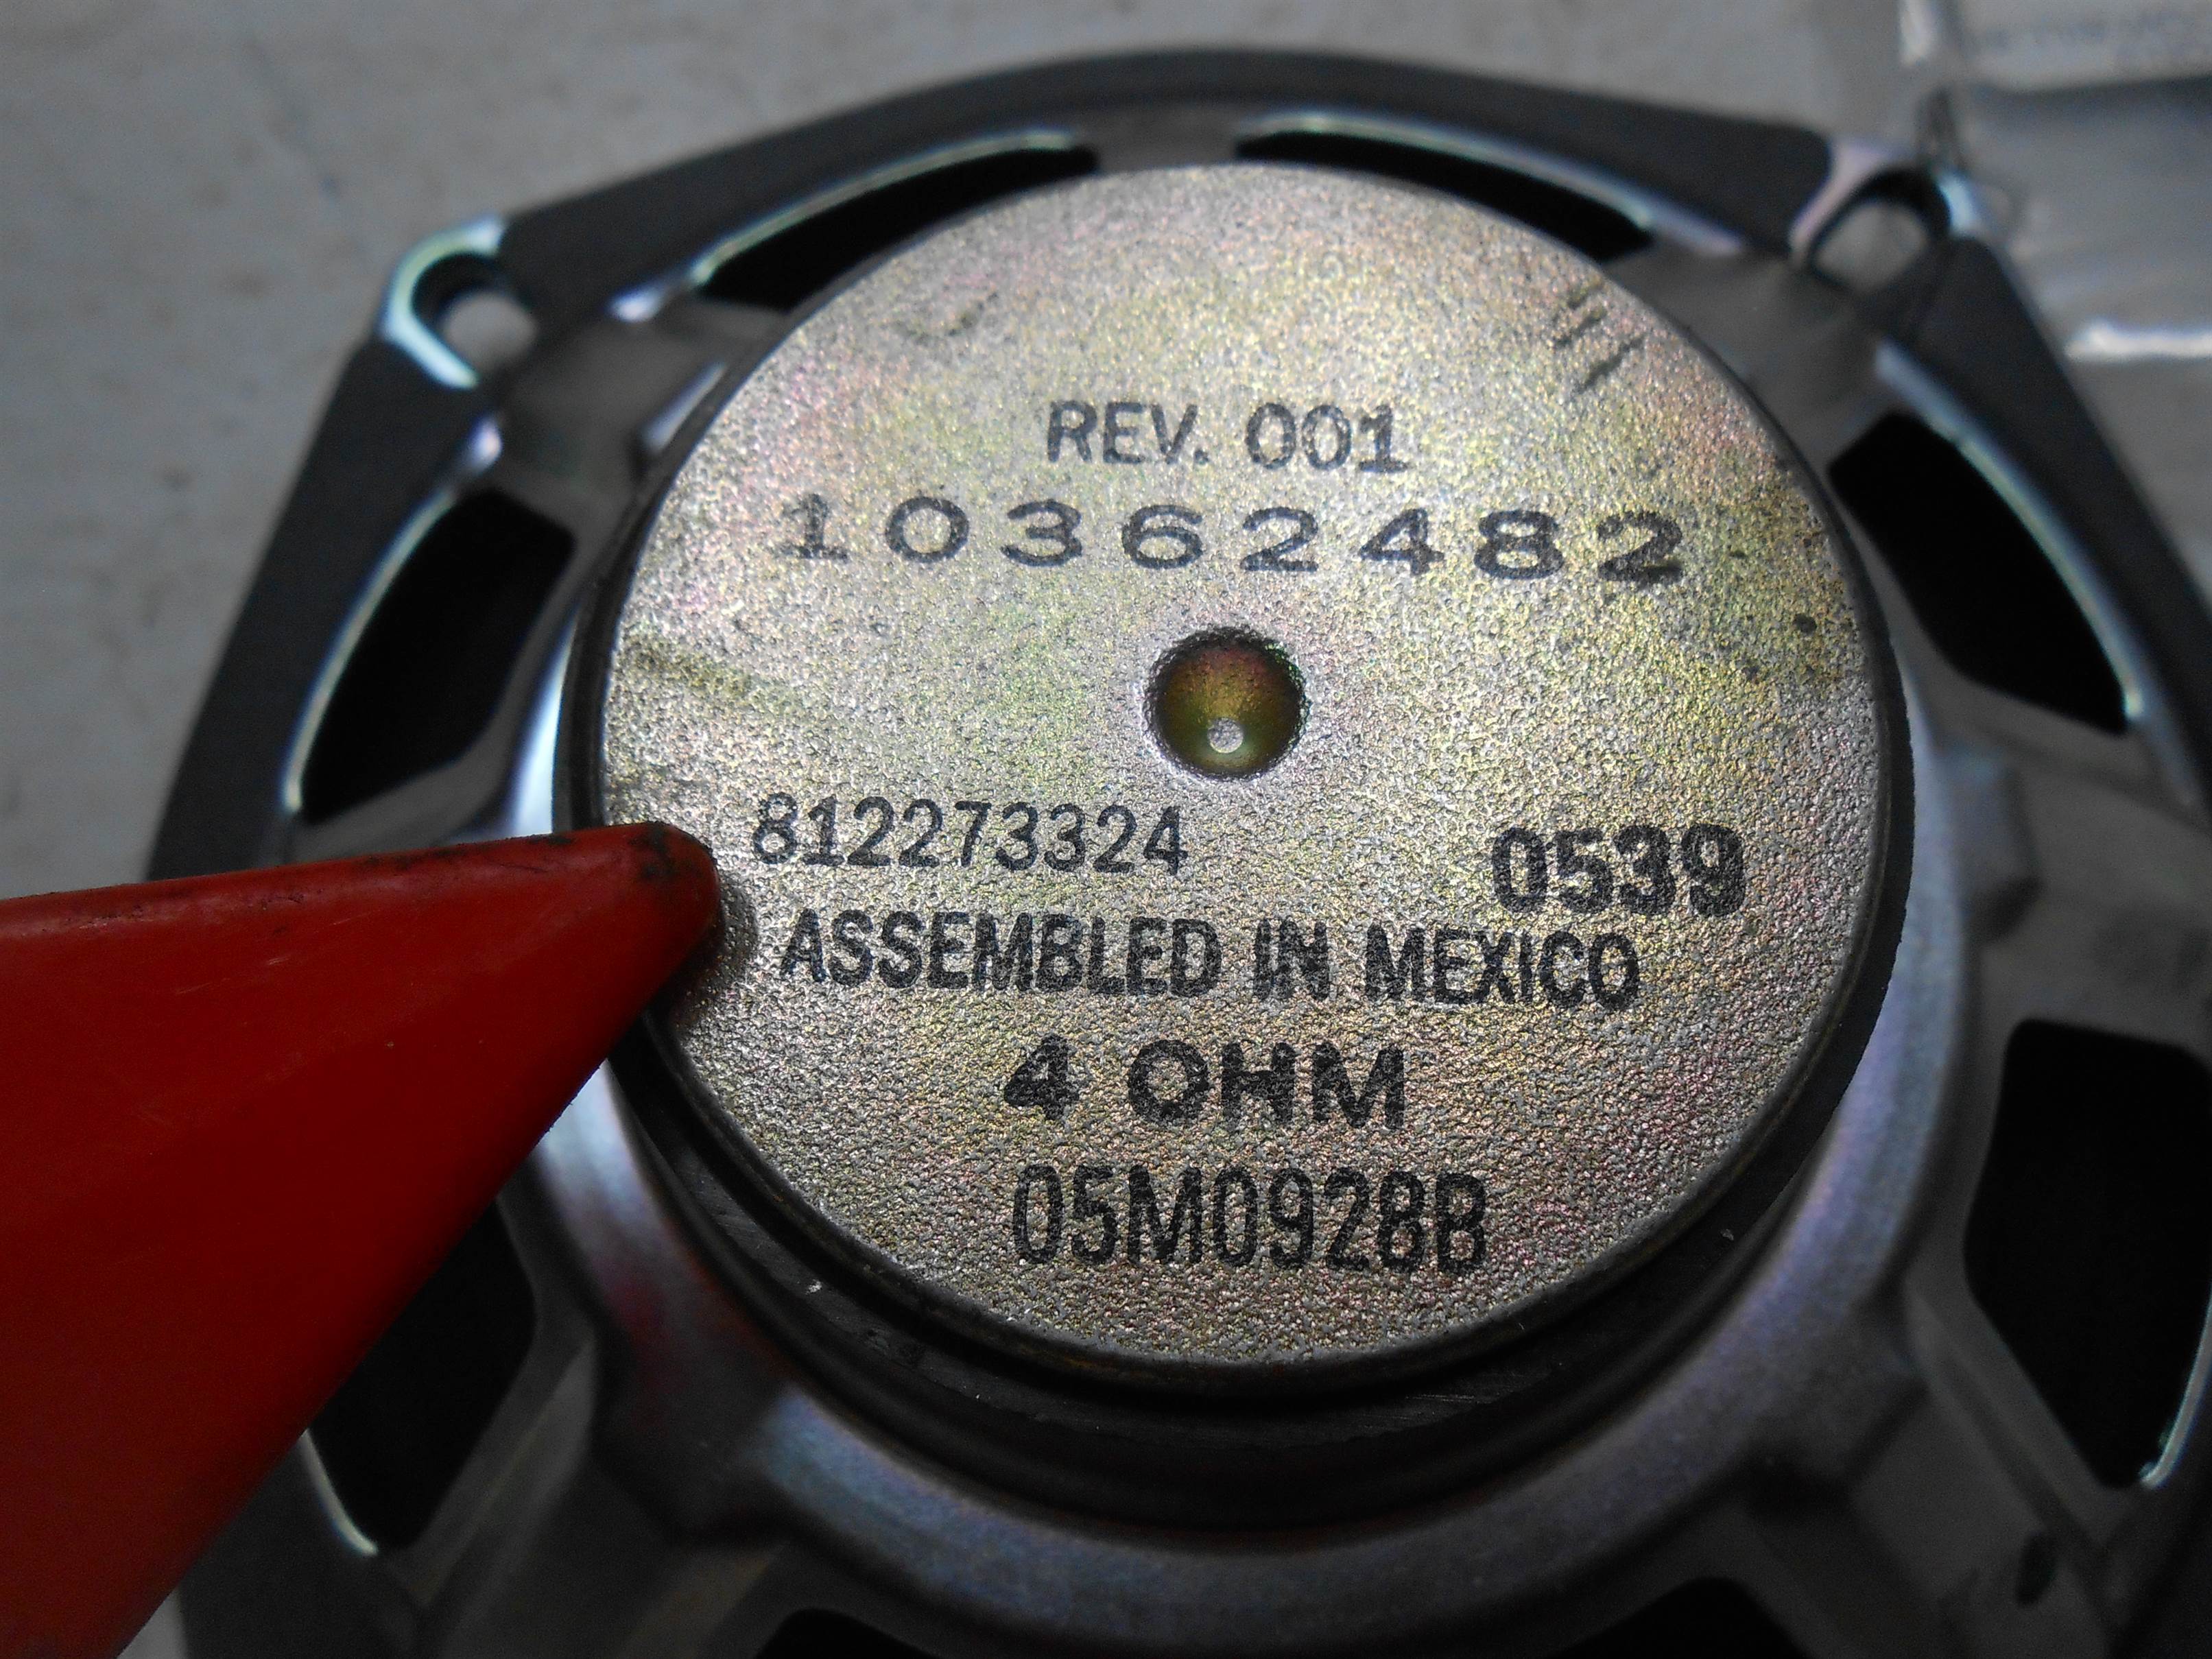 REV. 001
10362482
812273324
0539
ASSEMBLED IN MEXICO
4 OHM
05M0928B